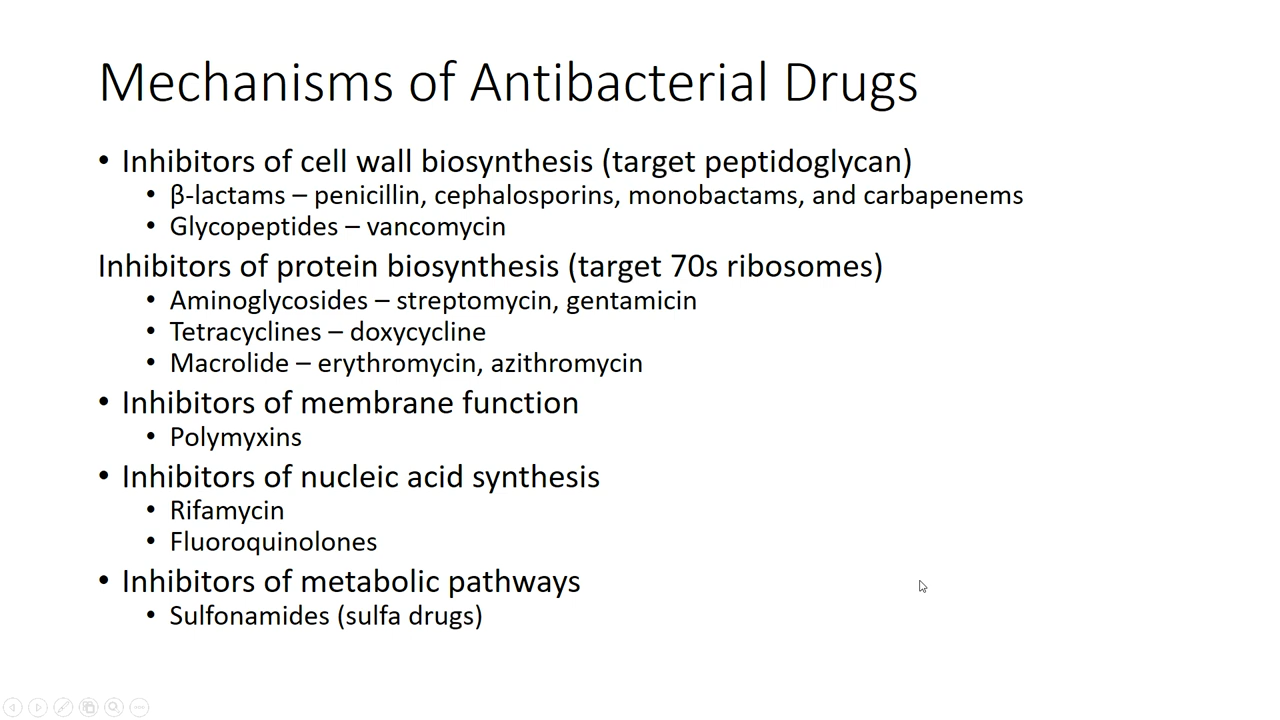 Mechanisms of Antibacterial Drugs
• Inhibitors of cell wall biosynthesis (target peptidoglycan)
• β-lactams – penicillin, cephalosporins, monobactams, and carbapenems
• Glycopeptides – vancomycin
Inhibitors of protein biosynthesis (target 70s ribosomes)
• Aminoglycosides – streptomycin, gentamicin
• Tetracyclines – doxycycline
• Macrolide – erythromycin, azithromycin
• Inhibitors of membrane function
• Polymyxins
• Inhibitors of nucleic acid synthesis
• Rifamycin
• Fluoroquinolones
• Inhibitors of metabolic pathways
• Sulfonamides (sulfa drugs)